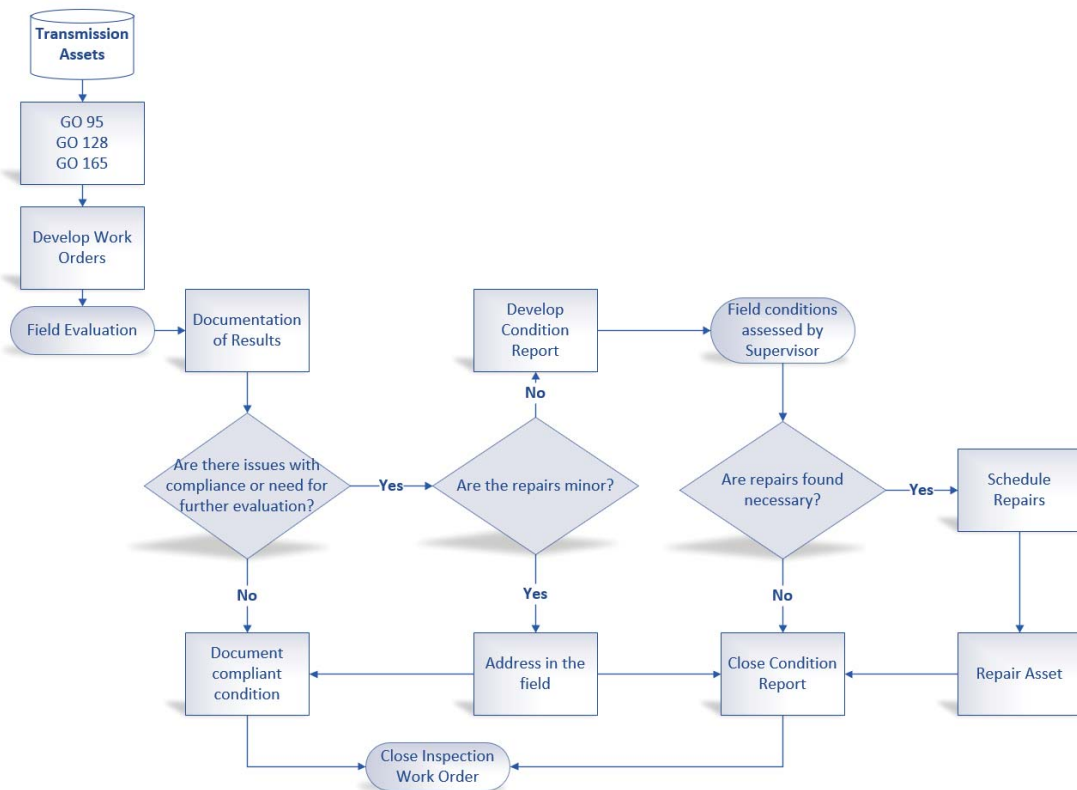 Transmission
Assets
GO 95
GO 128
GO 165
Develop Work
Orders
Field Evaluation
Documentation
of Results
Develop
Condition
Report
Field conditions
assessed by
Supervisor
No
Are there issues with
compliance or need for
further evaluation?
Yes
Are the repairs minor?
Are repairs found
necessary?
Yes
Schedule
Repairs
No
Yes
No
Document
compliant
condition
Address in the
field
Close Condition
Report
Repair Asset
Close Inspection
Work Order